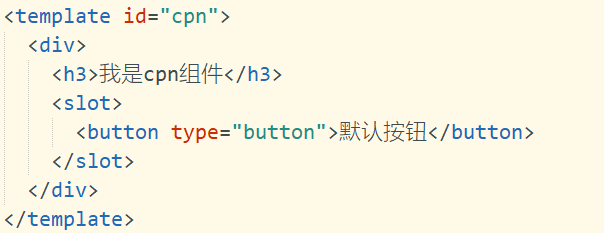 <template id="cpn">
  <div>
    <h3>我是cpn组件</h3>
    <slot>
      <button type="button">默认按钮</button>
    </slot>
  </div>
</template>